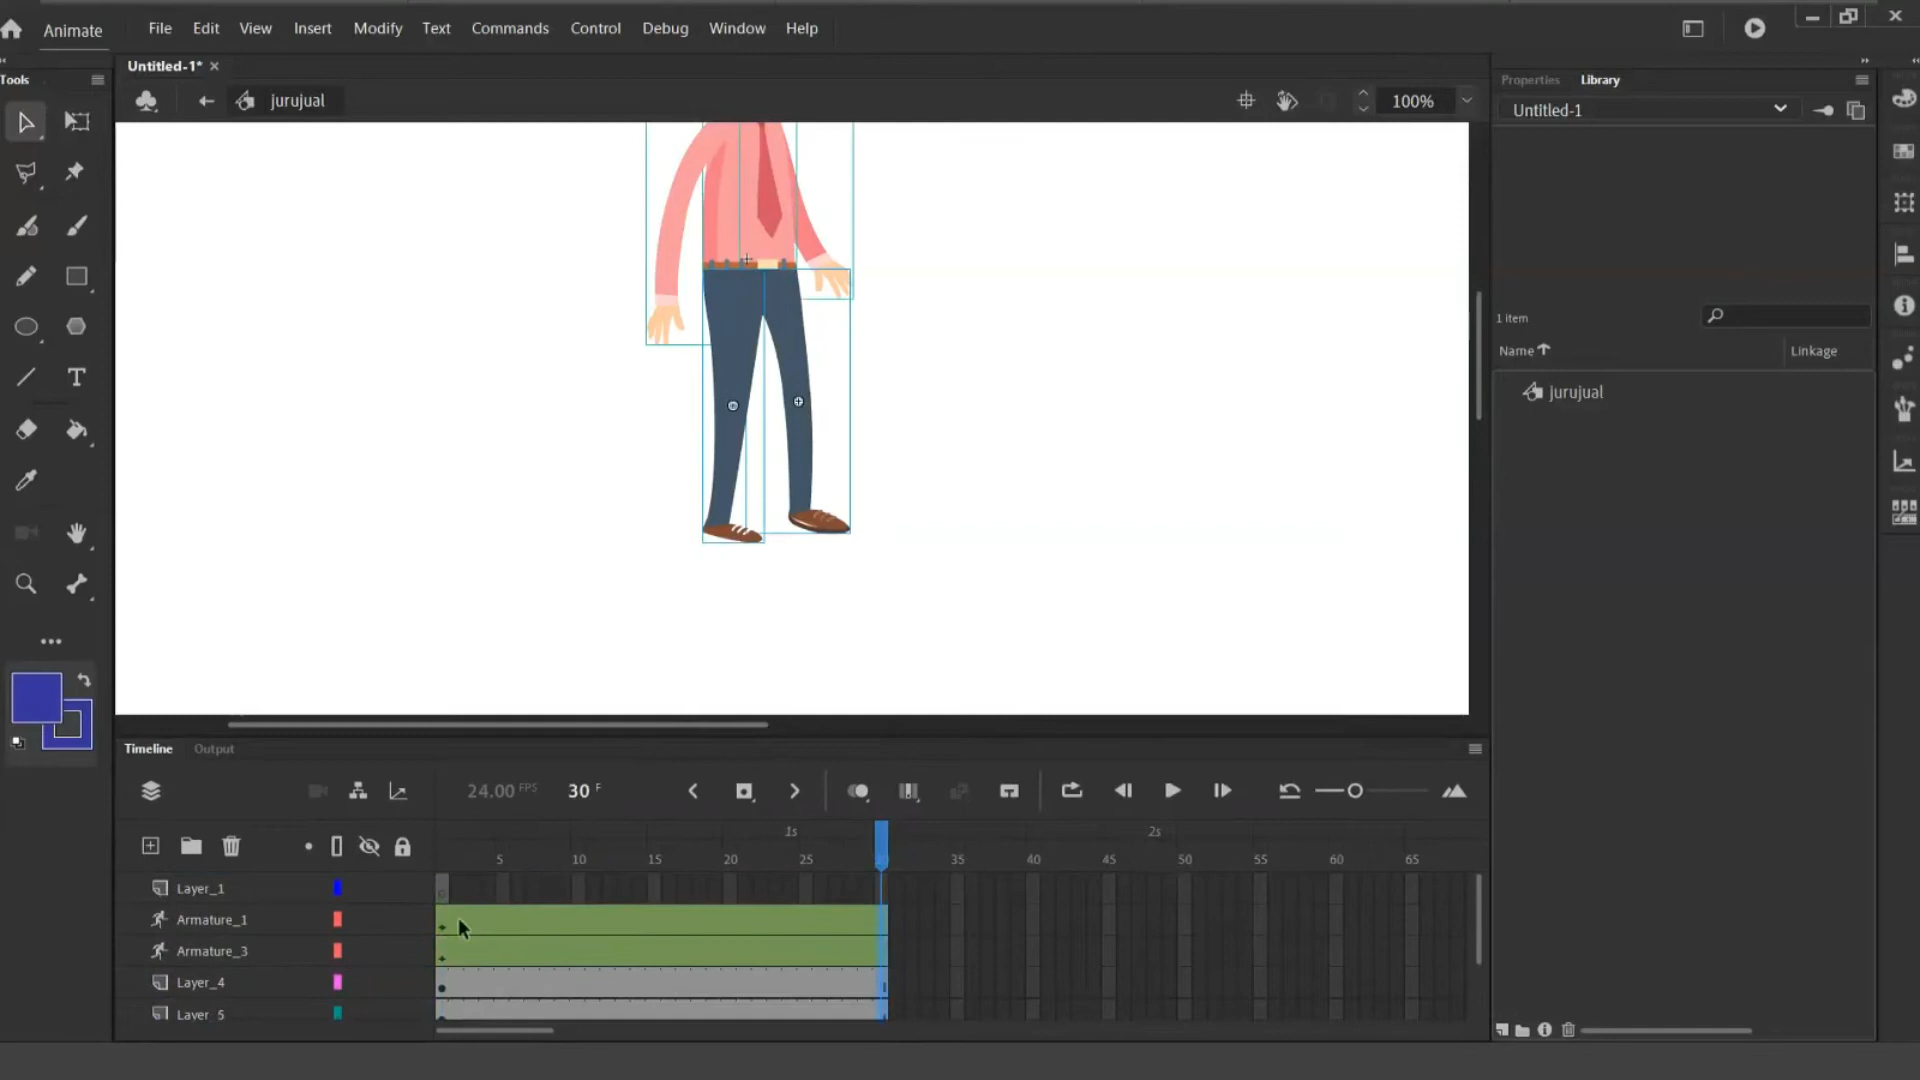 Animate
File Edit View Insert Modify Text Commands Control Debug Window Help
Tools
Untitled-1*
jurujual
100%
Properties Library
Untitled-1
1 item
Name Linkage
jurujual
Timeline Output
24.00 FPS 30 F
1s 2s
5 10 15 20 25 30 35 40 45 50 55 60 65
Layer_1
Armature_1
Armature_3
Layer_4
Layer_5